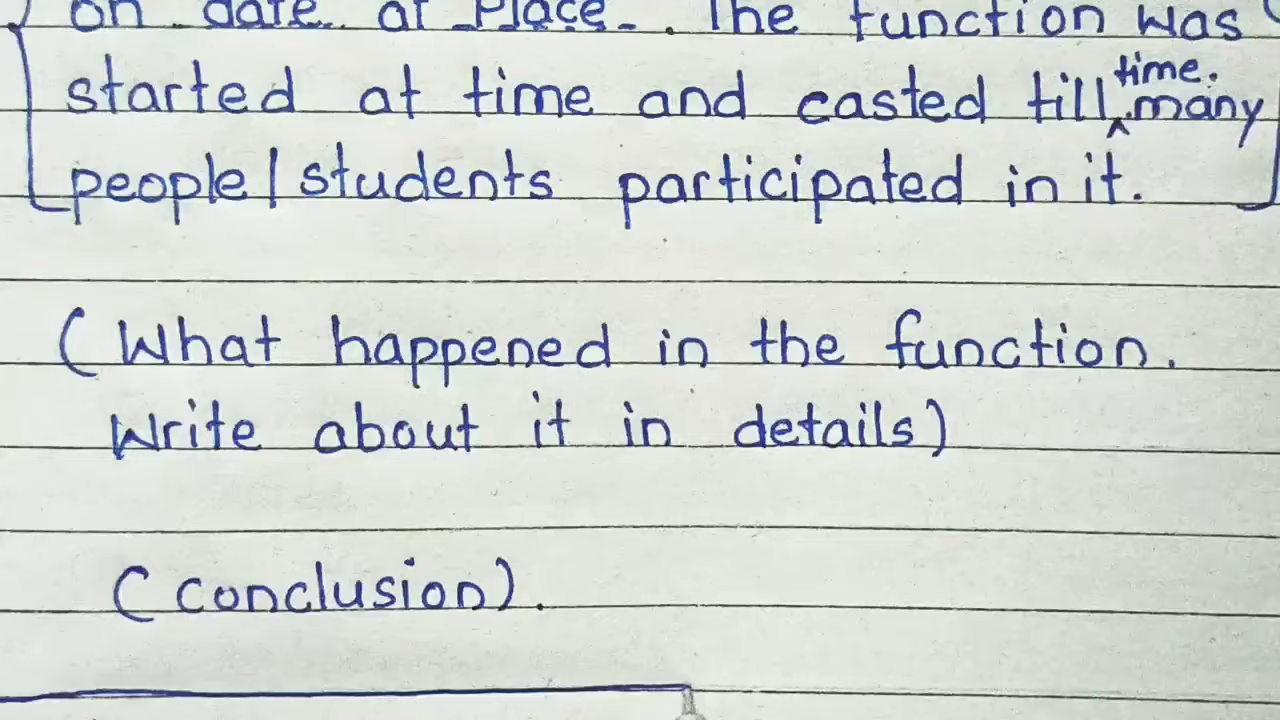 on date at Place. The function was
started at time and casted till time. many
people/students participated in it.
(What happened in the function.
Write about it in details)
(Conclusion).